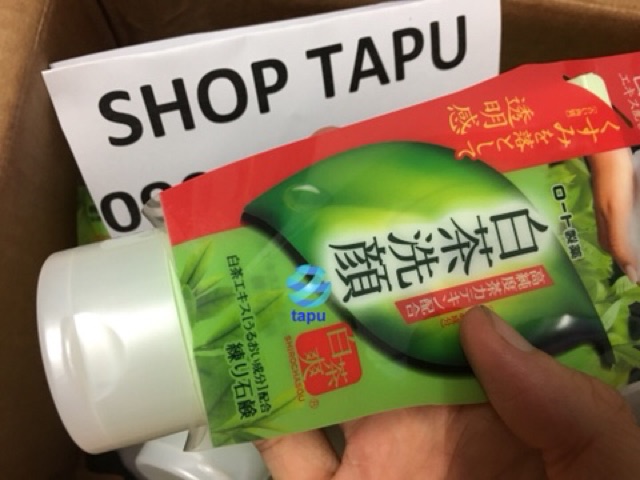 SHOP TAPU
くすみを落として
透明感
ロート製薬
白茶洗顔
高純度茶カテキン配合
tapu
白茶爽
SHIROCHASOU
®
白茶エキス[うるおい成分]配合
練り石鹸